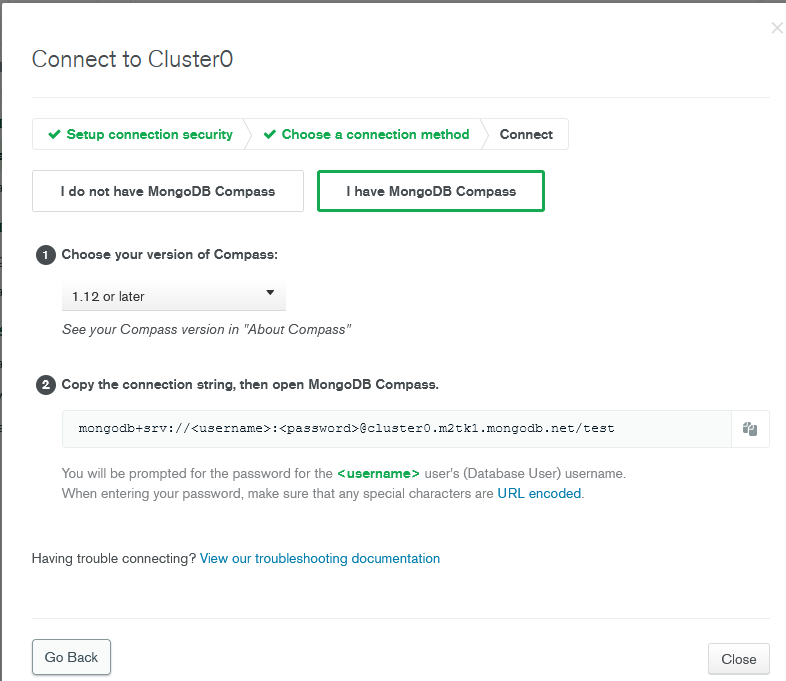 Connect to Cluster0
Setup connection security Choose a connection method Connect
I do not have MongoDB Compass I have MongoDB Compass
1 Choose your version of Compass:
1.12 or later
See your Compass version in "About Compass"
2 Copy the connection string, then open MongoDB Compass.
mongodb+srv://<username>:<password>@cluster0.m2tk1.mongodb.net/test
You will be prompted for the password for the <username> user's (Database User) username.
When entering your password, make sure that any special characters are URL encoded.
Having trouble connecting? View our troubleshooting documentation
Go Back Close